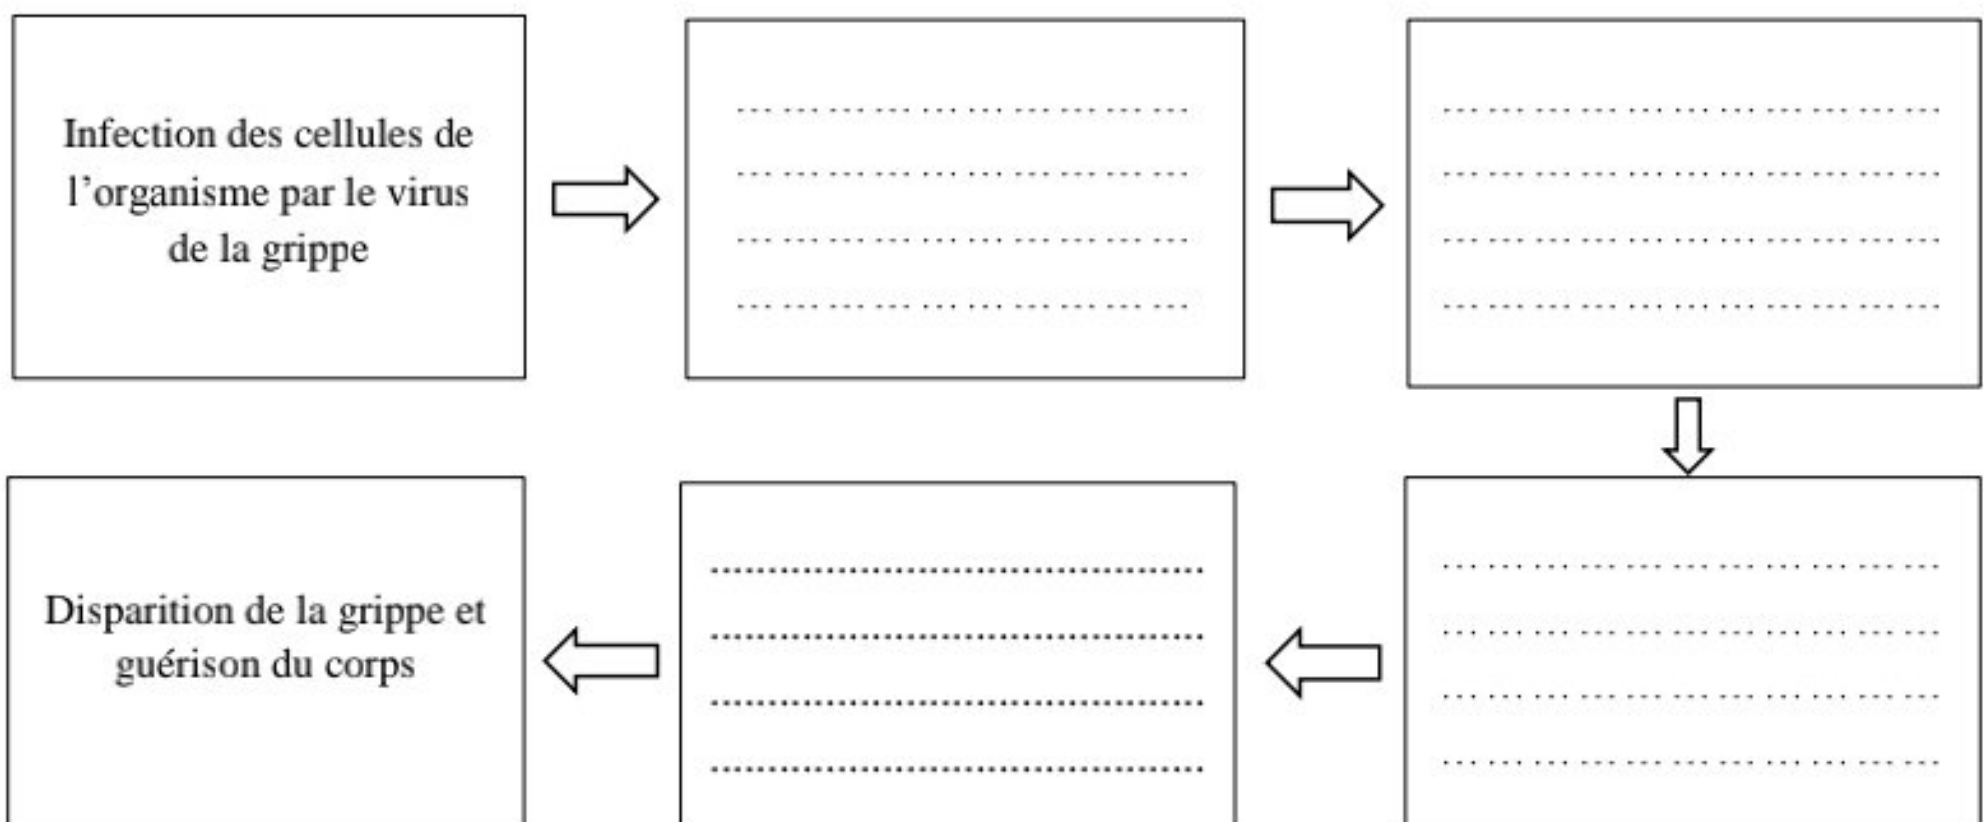 Infection des cellules de
l’organisme par le virus
de la grippe
Disparition de la grippe et
guérison du corps